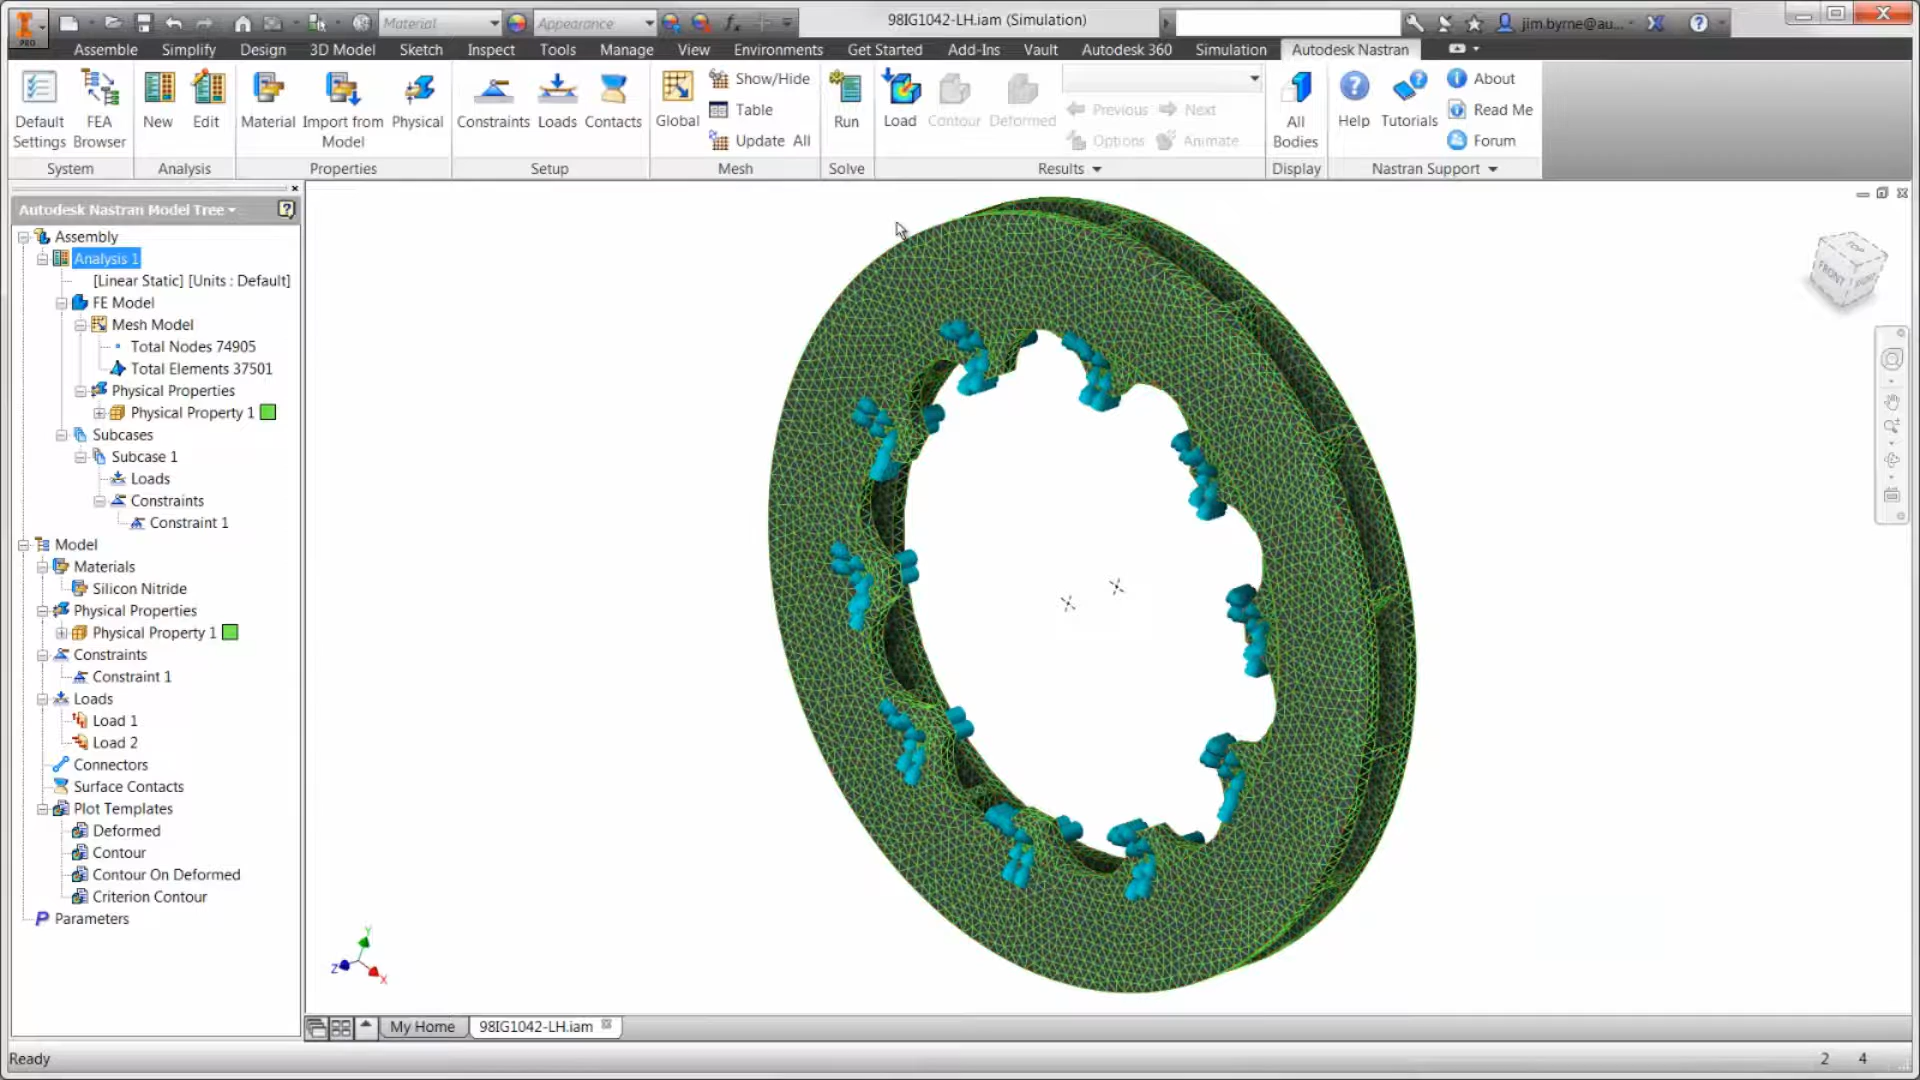 Material
Appearance
fx
98IG1042-LH.iam (Simulation)
jim.byrne@au...
PRO
Assemble Simplify Design 3D Model Sketch Inspect Tools Manage View Environments Get Started Add-Ins Vault Autodesk 360 Simulation Autodesk Nastran
Default Settings
FEA Browser
New
Edit
Material
Import from Model
Physical
Constraints
Loads
Contacts
Global
Show/Hide
Table
Update All
Run
Load
Contour
Deformed
Previous
Next
Options
Animate
All Bodies
Help
Tutorials
About
Read Me
Forum
System Analysis Properties Setup Mesh Solve Results Display Nastran Support
Autodesk Nastran Model Tree
Assembly
Analysis 1
[Linear Static] [Units : Default]
FE Model
Mesh Model
Total Nodes 74905
Total Elements 37501
Physical Properties
Physical Property 1
Subcases
Subcase 1
Loads
Constraints
Constraint 1
Model
Materials
Silicon Nitride
Physical Properties
Physical Property 1
Constraints
Constraint 1
Loads
Load 1
Load 2
Connectors
Surface Contacts
Plot Templates
Deformed
Contour
Contour On Deformed
Criterion Contour
Parameters
TOP
FRONT
Y
Z
X
My Home
98IG1042-LH.iam
Ready
2 4